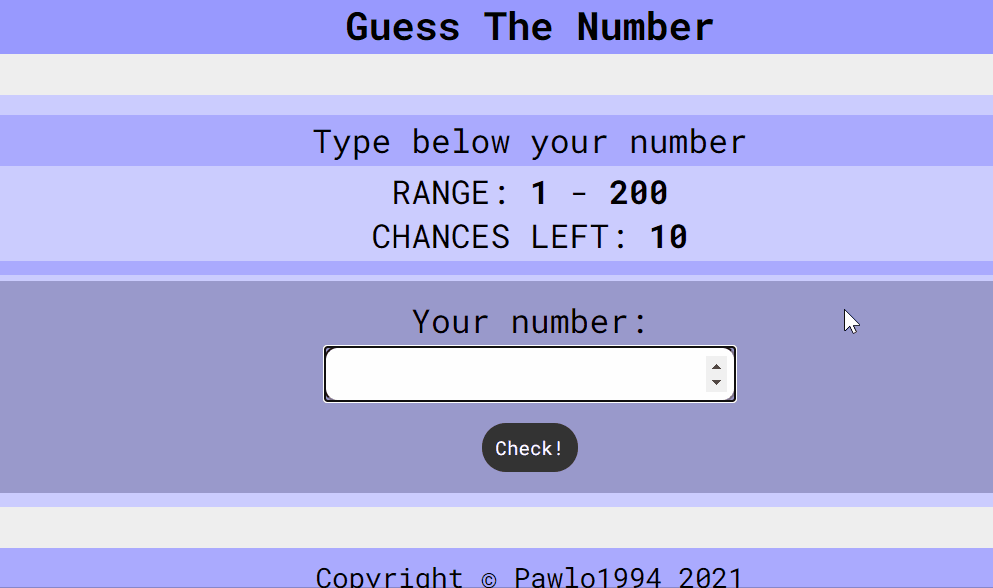 Guess The Number
Type below your number
RANGE: 1 - 200
CHANCES LEFT: 10
Your number:
Check!
Copyright © Pawlo1994 2021